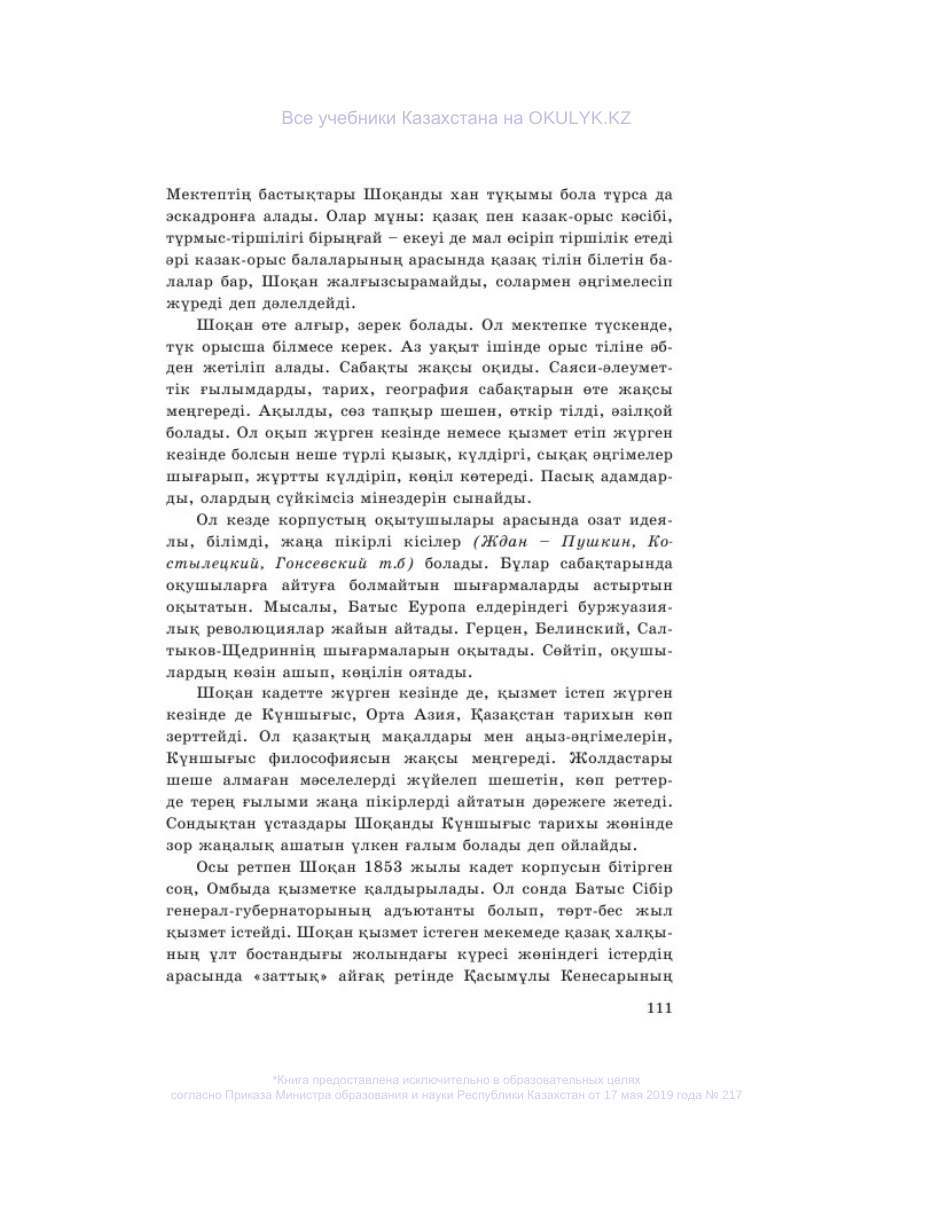 Все учебники Казахстана на OKULYK.KZ
Мектептің бастықтары Шоқанды хан тұқымы бола тұрса да
эскадронға алады. Олар мұны: қазақ пен казак-орыс кәсібі,
тұрмыс-тіршілігі бірыңғай – екеуі де мал өсіріп тіршілік етеді
әрі казак-орыс балаларының арасында қазақ тілін білетін ба-
лалар бар, Шоқан жалғызсырамайды, солармен әңгімелесіп
жүреді деп дәлелдейді.
Шоқан өте алғыр, зерек болады. Ол мектепке түскенде,
түк орысша білмесе керек. Аз уақыт ішінде орыс тіліне әб-
ден жетіліп алады. Сабақты жақсы оқиды. Саяси-әлеумет-
тік ғылымдарды, тарих, география сабақтарын өте жақсы
меңгереді. Ақылды, сөз тапқыр шешен, өткір тілді, әзілқой
болады. Ол оқып жүрген кезінде немесе қызмет етіп жүрген
кезінде болсын неше түрлі қызық, күлдіргі, сықақ әңгімелер
шығарып, жұртты күлдіріп, көңіл көтереді. Пасық адамдар-
ды, олардың сүйкімсіз мінездерін сынайды.
Ол кезде корпустың оқытушылары арасында озат идея-
лы, білімді, жаңа пікірлі кісілер (Ждан – Пушкин, Ко-
стылецкий, Гонсевский т.б) болады. Бұлар сабақтарында
оқушыларға айтуға болмайтын шығармаларды астыртын
оқытатын. Мысалы, Батыс Еуропа елдеріндегі буржуазия-
лық революциялар жайын айтады. Герцен, Белинский, Сал-
тыков-Щедриннің шығармаларын оқытады. Сөйтіп, оқушы-
лардың көзін ашып, көңілін оятады.
Шоқан кадетте жүрген кезінде де, қызмет істеп жүрген
кезінде де Күншығыс, Орта Азия, Қазақстан тарихын көп
зерттейді. Ол қазақтың мақалдары мен аңыз-әңгімелерін,
Күншығыс философиясын жақсы меңгереді. Жолдастары
шеше алмаған мәселелерді жүйелеп шешетін, көп реттер-
де терең ғылыми жаңа пікірлерді айтатын дәрежеге жетеді.
Сондықтан ұстаздары Шоқанды Күншығыс тарихы жөнінде
зор жаңалық ашатын үлкен ғалым болады деп ойлайды.
Осы ретпен Шоқан 1853 жылы кадет корпусын бітірген
соң, Омбыда қызметке қалдырылады. Ол сонда Батыс Сібір
генерал-губернаторының адъютанты болып, төрт-бес жыл
қызмет істейді. Шоқан қызмет істеген мекемеде қазақ халқы-
ның ұлт бостандығы жолындағы күресі жөніндегі істердің
арасында «заттық» айғақ ретінде Қасымұлы Кенесарының
111
*Книга предоставлена исключительно в образовательных целях
согласно Приказа Министра образования и науки Республики Казахстан от 17 мая 2019 года № 217